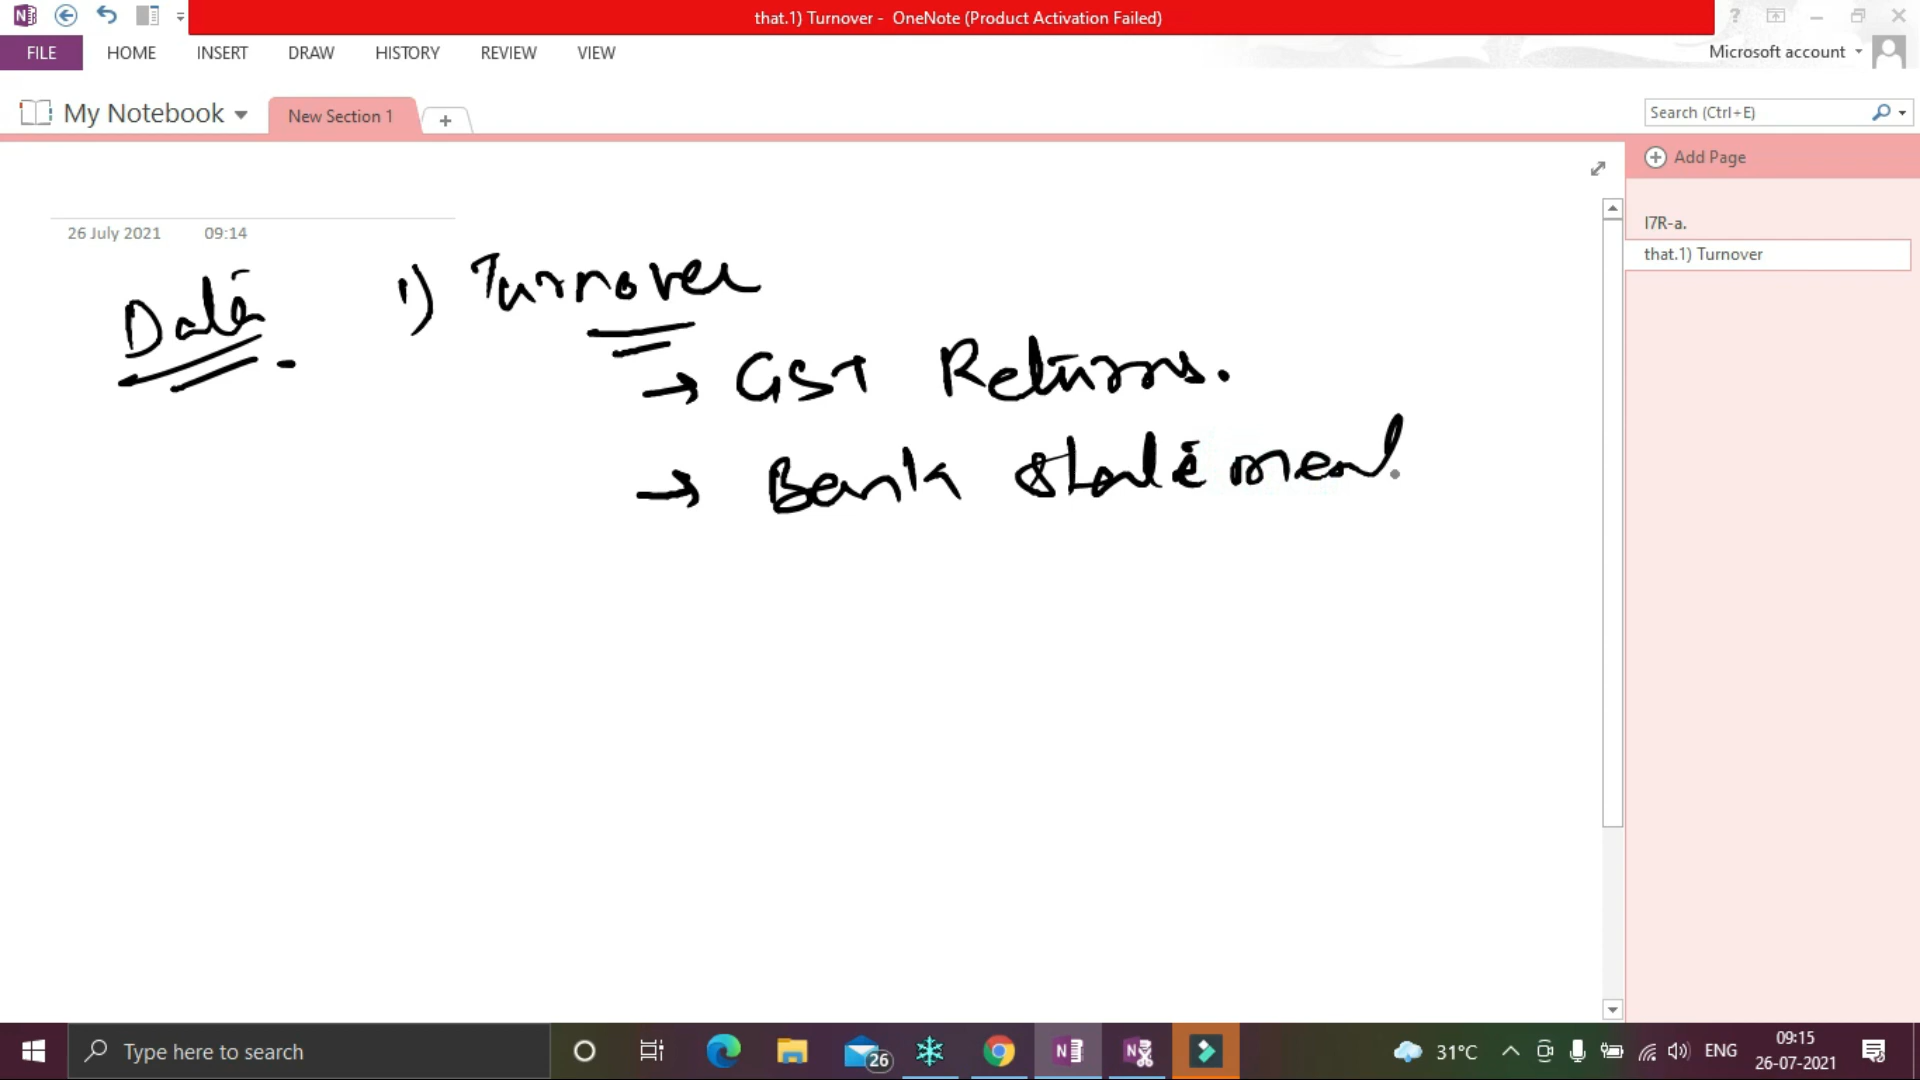 that.1) Turnover - OneNote (Product Activation Failed)
FILE HOME INSERT DRAW HISTORY REVIEW VIEW
Microsoft account
My Notebook
New Section 1
Search (Ctrl+E)
Add Page
I7R-a.
that.1) Turnover
26 July 2021 09:14
Data 1) Turnover
→ GST Returns.
→ Bank Statement
Type here to search
26
31°C
ENG
09:15
26-07-2021